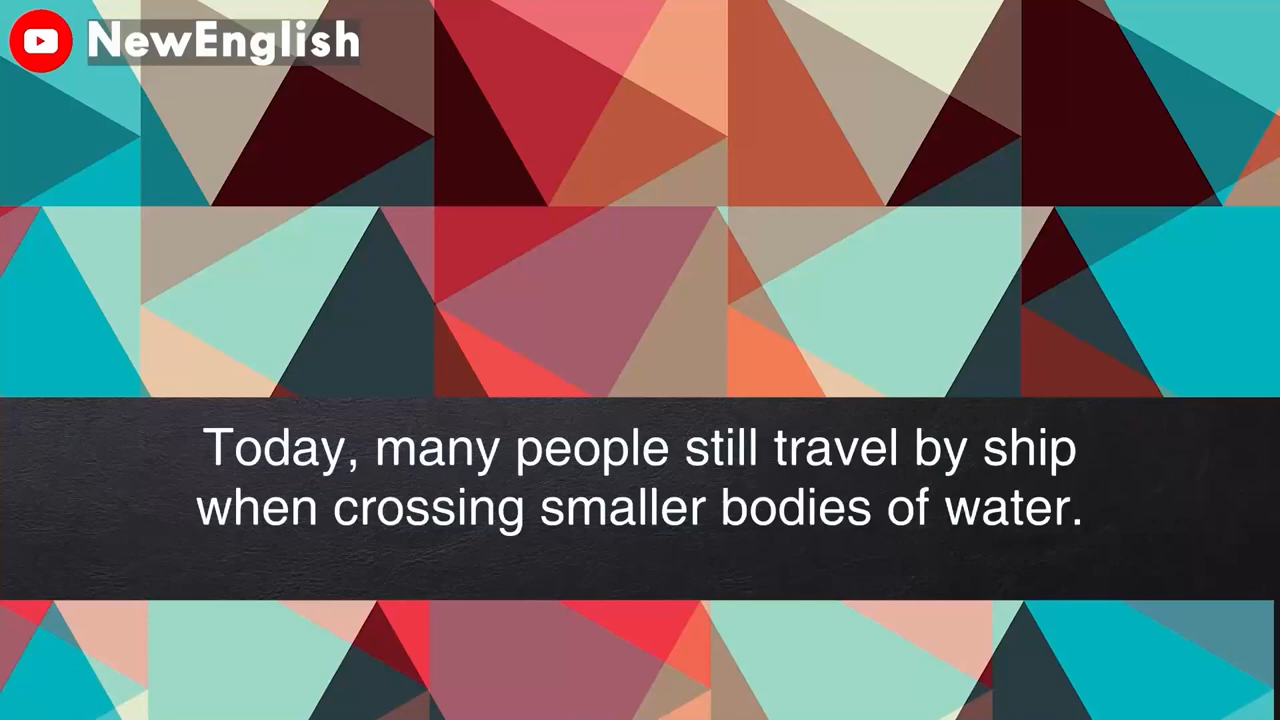 NewEnglish
Today, many people still travel by ship
when crossing smaller bodies of water.